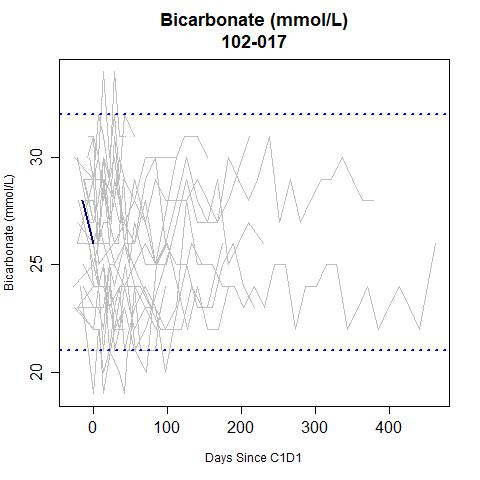 Bicarbonate (mmol/L)
102-017
Bicarbonate (mmol/L)
30
25
20
0 100 200 300 400
Days Since C1D1